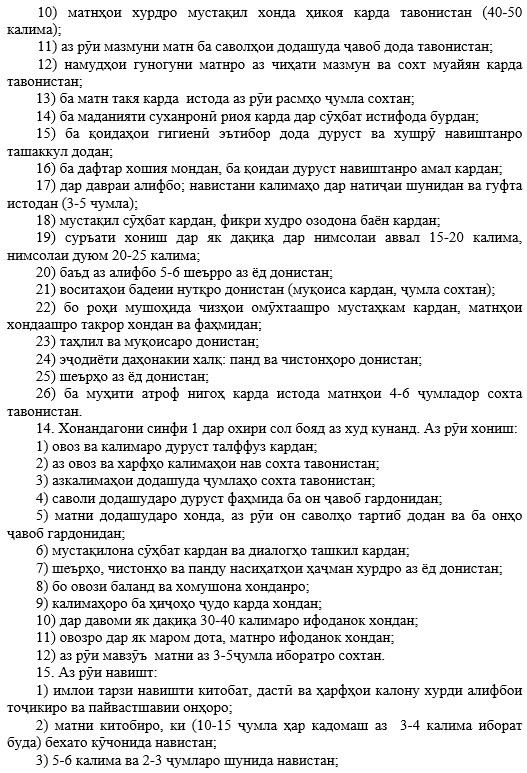 10) матнҳои хурдро мустақил хонда ҳикоя карда тавонистан (40-50
калима);
11) аз рӯи мазмуни матн ба саволҳои додашуда ҷавоб дода тавонистан;
12) намудҳои гуногуни матнро аз ҷиҳати мазмун ва сохт муайян карда
тавонистан;
13) ба матн такя карда  истода аз рӯи расмҳо ҷумла сохтан;
14) ба маданияти суханронӣ риоя карда дар сӯҳбат истифода бурдан;
15) ба қоидаҳои гигиенӣ эътибор дода дуруст ва хушрӯ навиштанро
ташаккул додан;
16) ба дафтар хошия мондан, ба қоидаи дуруст навиштанро амал кардан;
17) дар давраи алифбо; навистани калимаҳо дар натиҷаи шунидан ва гуфта
истодан (3-5 чумла);
18) мустақил сӯҳбат кардан, фикри худро озодона баён кардан;
19) суръати хониш дар як дақиқа дар нимсолаи аввал 15-20 калима,
нимсолаи дуюм 20-25 калима;
20) баъд аз алифбо 5-6 шеърро аз ёд донистан;
21) воситаҳои бадеии нутқро донистан (муқоиса кардан, ҷумла сохтан);
22) бо роҳи мушоҳида чизҳои омӯхтаашро мустаҳкам кардан, матнҳои
хондаашро такрор хондан ва фаҳмидан;
23) таҳлил ва муқоисаро донистан;
24) эҷодиёти даҳонакии халқ: панд ва чистонҳоро донистан;
25) шеърҳо аз ёд донистан;
26) ба муҳити атроф нигоҳ карда истода матнҳои 4-6 ҷумладор сохта
тавонистан.
14. Хонандагони синфи 1 дар охири сол бояд аз худ кунанд. Аз рӯи хониш:
1) овоз ва калимаро дуруст талффуз кардан;
2) аз овоз ва харфҳо калимаҳои нав сохта тавонистан;
3) азкалимаҳои додашуда ҷумлаҳо сохта тавонистан;
4) саволи додашударо дуруст фаҳмида ба он ҷавоб гардонидан;
5) матни додашударо хонда, аз рӯи он саволҳо тартиб додан ва ба онҳо
ҷавоб гардонидан;
6) мустақилона сӯҳбат кардан ва диалогҳо ташкил кардан;
7) шеърҳо, чистонҳо ва панду насиҳатҳои ҳаҷман хурдро аз ёд донистан;
8) бо овози баланд ва хомушона хонданро;
9) калимаҳоро ба ҳиҷоҳо ҷудо карда хондан;
10) дар давоми як дақиқа 30-40 калимаро ифоданок хондан;
11) овозро дар як маром дота, матнро ифоданок хондан;
12) аз рӯи мавзӯъ  матни аз 3-5ҷумла иборатро сохтан.
15. Аз рӯи навишт:
1) имлои тарзи навишти китобат, дастӣ ва ҳарфҳои калону хурди алифбои
тоҷикиро ва пайвастшавии онҳоро;
2) матни китобиро, ки (10-15 ҷумла ҳар кадомаш аз  3-4 калима иборат
буда) бехато кӯчонида навистан;
3) 5-6 калима ва 2-3 ҷумларо шунида навистан;